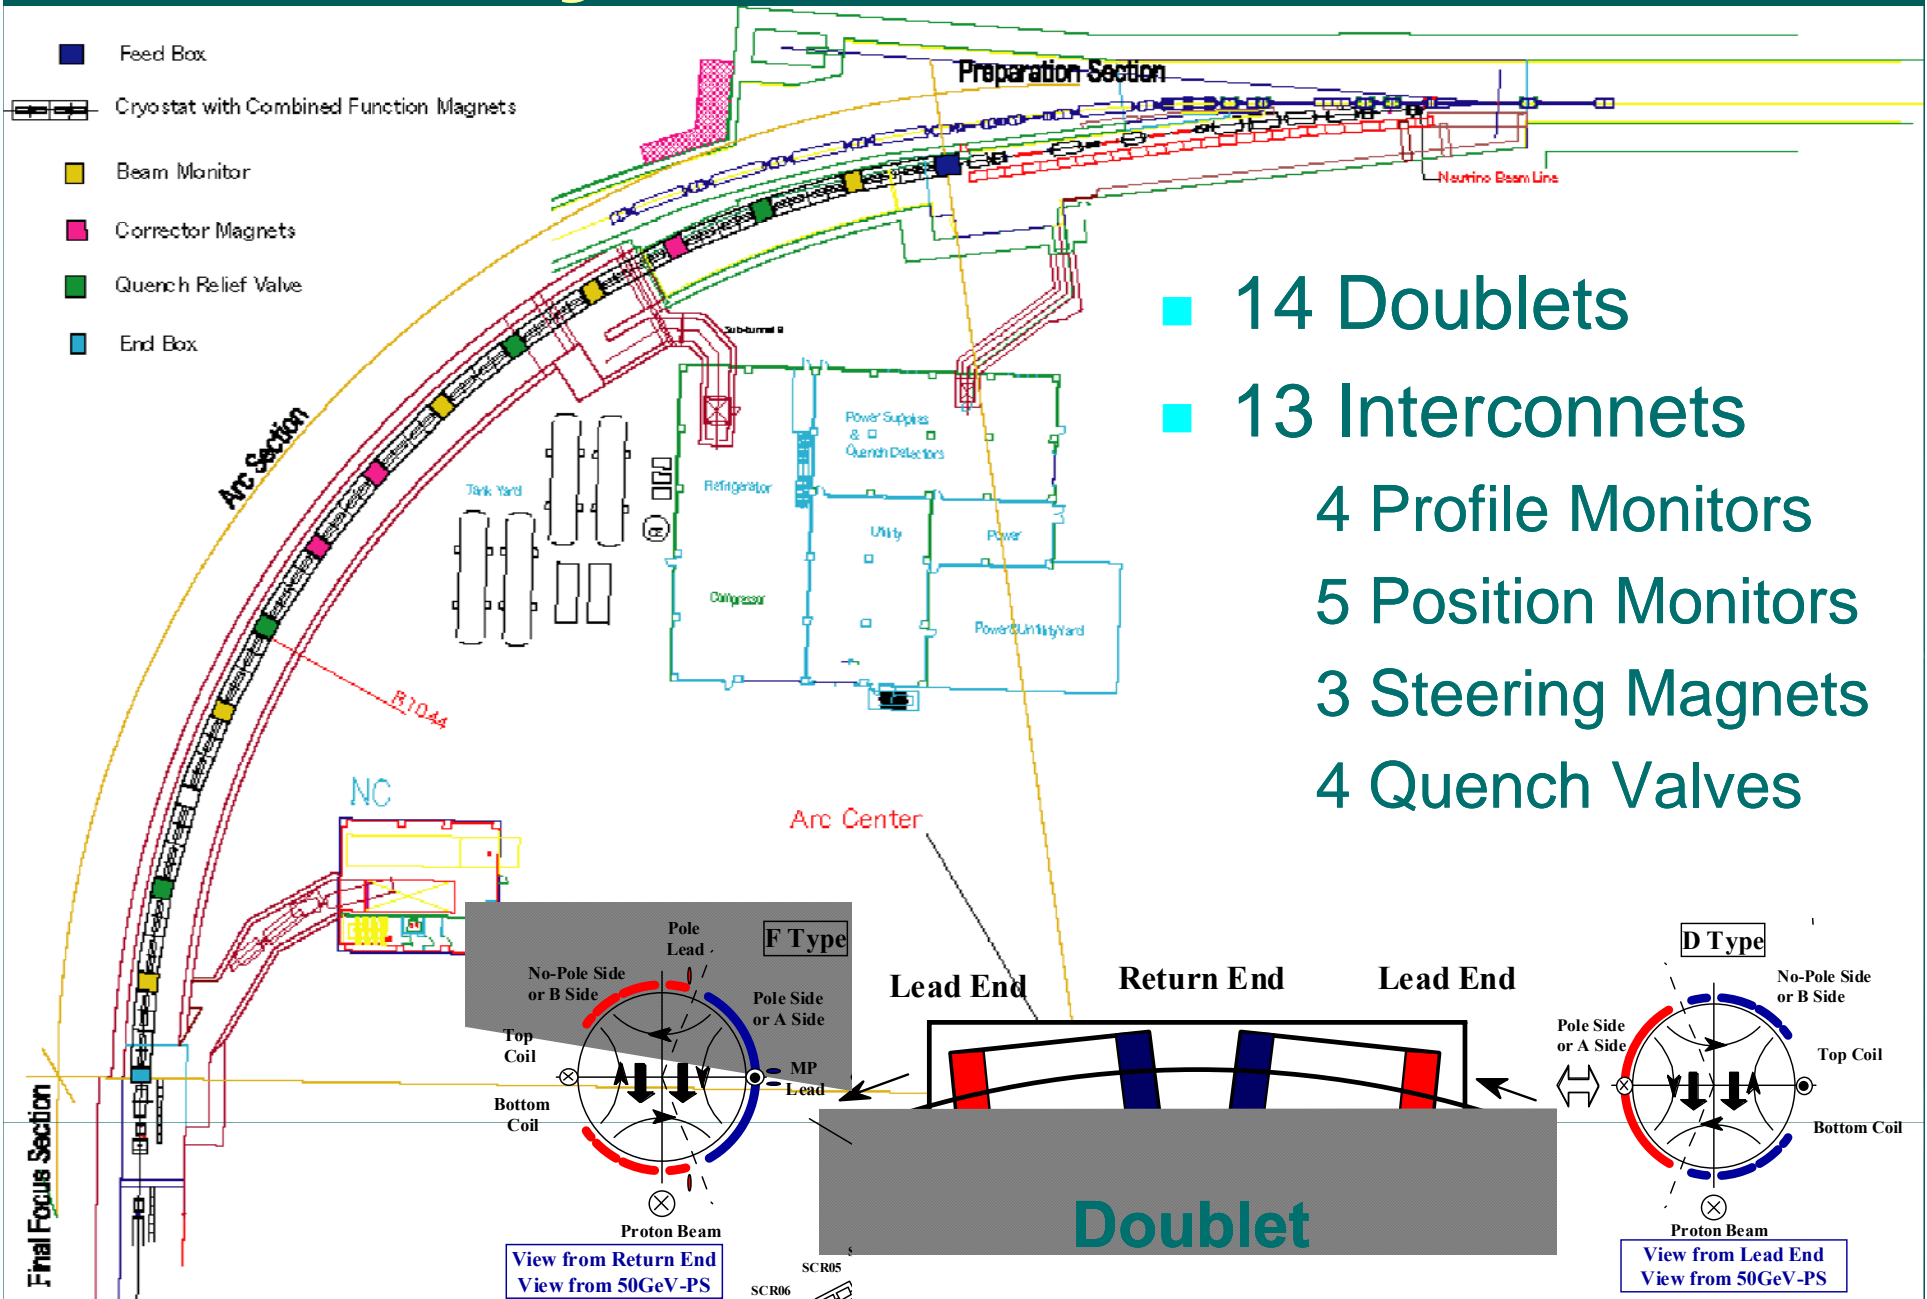 Feed Box
Cryostat with Combined Function Magnets
Beam Monitor
Corrector Magnets
Quench Relief Valve
End Box
Preparation Section
Neutrino Beam Line
Arc Section
Sub-tunnel B
Power Supplies
&
Quench Detectors
Tank Yard
Refrigerator
Utility
Power
Compressor
Power&UntilityYard
R1044
14 Doublets
13 Interconnets
4 Profile Monitors
5 Position Monitors
3 Steering Magnets
4 Quench Valves
NC
Arc Center
Final Focus Section
Pole
Lead
F Type
No-Pole Side
or B Side
Pole Side
or A Side
Top
Coil
MP
Lead
Bottom
Coil
Proton Beam
View from Return End
View from 50GeV-PS
SCR05
SCR06
Lead End
Return End
Lead End
Doublet
D Type
No-Pole Side
or B Side
Pole Side
or A Side
Top Coil
Bottom Coil
Proton Beam
View from Lead End
View from 50GeV-PS